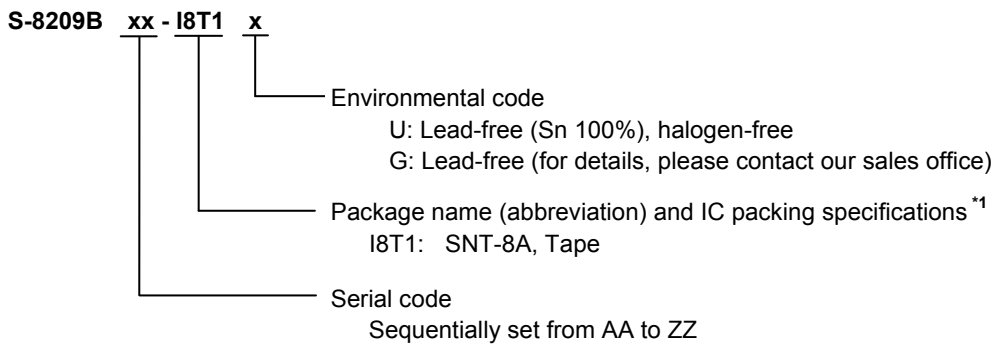 S-8209B xx - I8T1 x
Environmental code
U: Lead-free (Sn 100%), halogen-free
G: Lead-free (for details, please contact our sales office)
Package name (abbreviation) and IC packing specifications *1
I8T1: SNT-8A, Tape
Serial code
Sequentially set from AA to ZZ